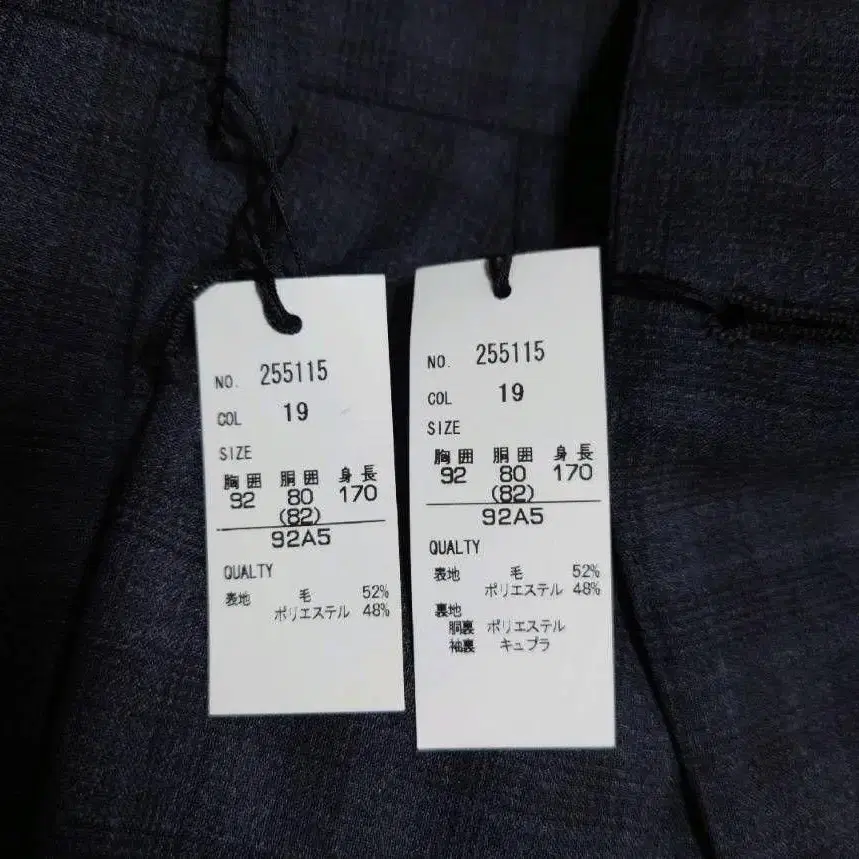 NO. 255115
COL 19
SIZE
胸囲 胴囲 身長
92 80 170
(82)
92A5
QUALTY
表地 毛 52%
ポリエステル 48%
NO. 255115
COL 19
SIZE
胸囲 胴囲 身長
92 80 170
(82)
92A5
QUALTY
表地 毛 52%
ポリエステル 48%
裏地
胴裏 ポリエステル
袖裏 キュプラ